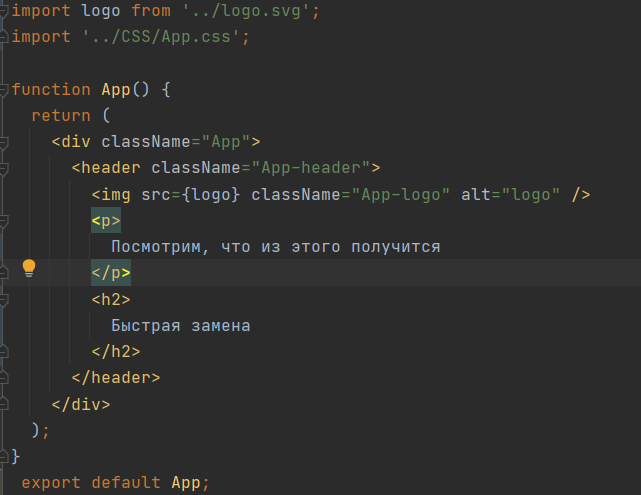 import logo from '../logo.svg';
import '../CSS/App.css';

function App() {
  return (
    <div className="App">
      <header className="App-header">
        <img src={logo} className="App-logo" alt="logo" />
        <p>
          Посмотрим, что из этого получится
        </p>
        <h2>
          Быстрая замена
        </h2>
      </header>
    </div>
  );
}
 export default App;